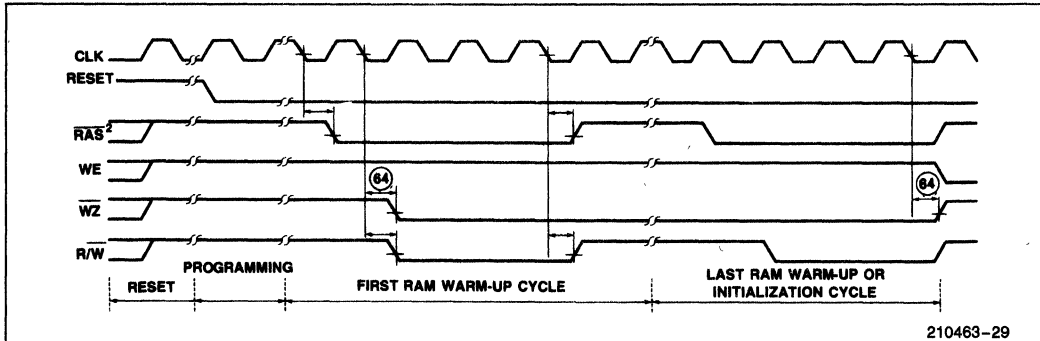 CLK
RESET
RAS 2
WE
64
64
WZ
R/W
PROGRAMMING
RESET
FIRST RAM WARM-UP CYCLE
LAST RAM WARM-UP OR
INITIALIZATION CYCLE
210463-29